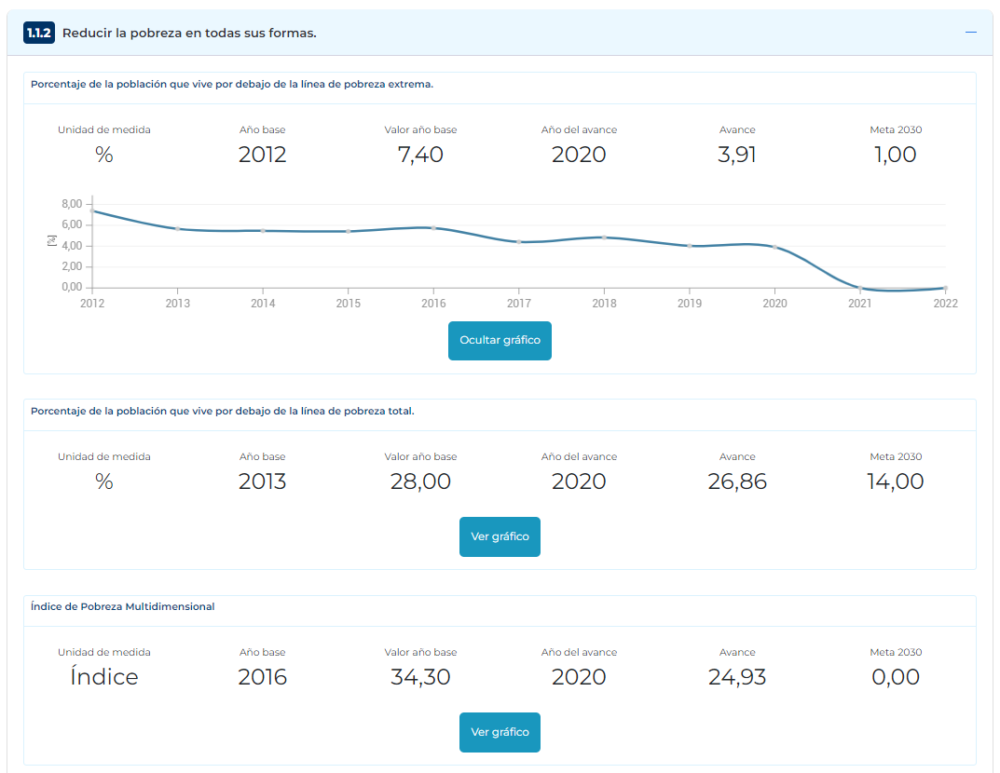 1.1.2 Reducir la pobreza en todas sus formas.
Porcentaje de la población que vive por debajo de la línea de pobreza extrema.
Unidad de medida Año base Valor año base Año del avance Avance Meta 2030
% 2012 7,40 2020 3,91 1,00
8,00
6,00
4,00
2,00
0,00
[%]
2012 2013 2014 2015 2016 2017 2018 2019 2020 2021 2022
Ocultar gráfico
Porcentaje de la población que vive por debajo de la línea de pobreza total.
Unidad de medida Año base Valor año base Año del avance Avance Meta 2030
% 2013 28,00 2020 26,86 14,00
Ver gráfico
Índice de Pobreza Multidimensional
Unidad de medida Año base Valor año base Año del avance Avance Meta 2030
Índice 2016 34,30 2020 24,93 0,00
Ver gráfico